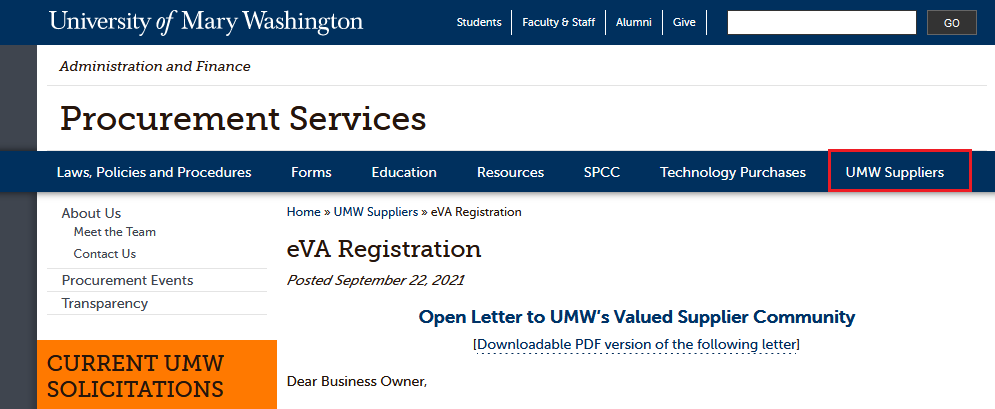 University of Mary Washington
Students
Faculty & Staff
Alumni
Give
GO
Administration and Finance
Procurement Services
Laws, Policies and Procedures
Forms
Education
Resources
SPCC
Technology Purchases
UMW Suppliers
About Us
Meet the Team
Contact Us
Procurement Events
Transparency
CURRENT UMW
SOLICITATIONS
Home » UMW Suppliers » eVA Registration
eVA Registration
Posted September 22, 2021
Open Letter to UMW's Valued Supplier Community
[Downloadable PDF version of the following letter]
Dear Business Owner,